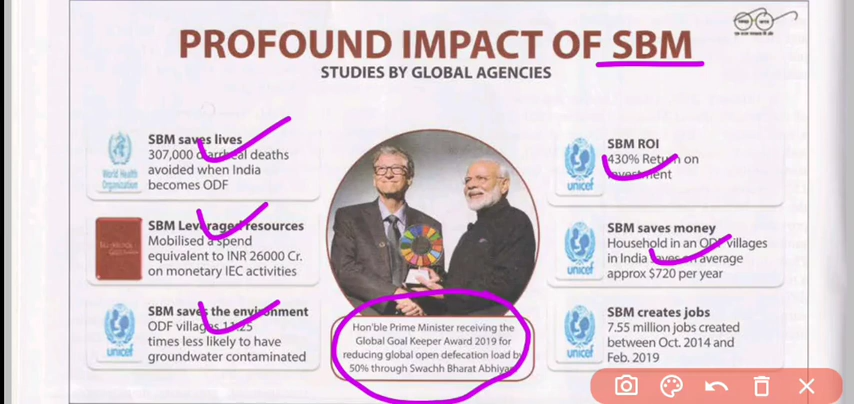 PROFOUND IMPACT OF SBM
STUDIES BY GLOBAL AGENCIES
World Health
Organization
SBM saves lives
307,000 diarrheal deaths
avoided when India
becomes ODF
SBM Leveraged resources
Mobilised a spend
equivalent to INR 26000 Cr.
on monetary IEC activities
unicef
SBM saves the environment
ODF villages 11.25
times less likely to have
groundwater contaminated
Hon'ble Prime Minister receiving the
Global Goal Keeper Award 2019 for
reducing global open defecation load by
50% through Swachh Bharat Abhiyan
unicef
SBM ROI
430% Return on
investment
unicef
SBM saves money
Household in an ODF villages
in India saves on average
approx $720 per year
unicef
SBM creates jobs
7.55 million jobs created
between Oct. 2014 and
Feb. 2019